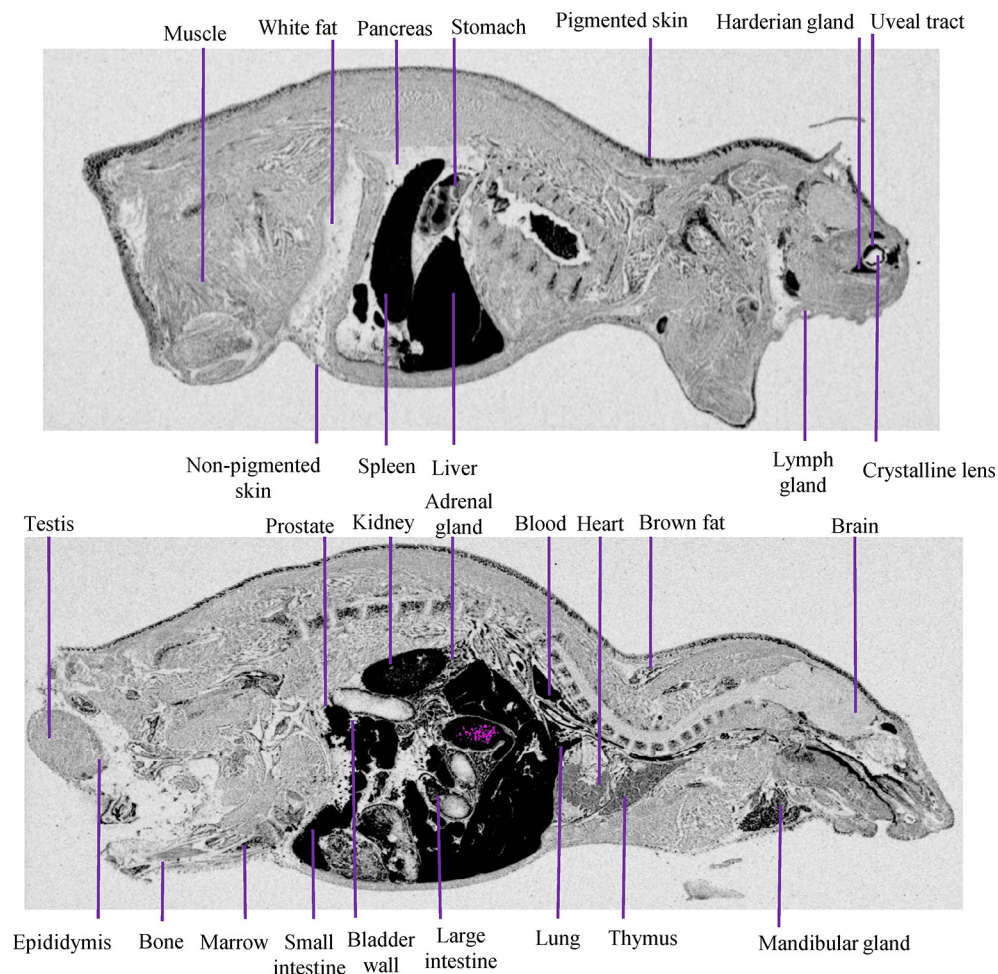 Muscle
White fat
Pancreas
Stomach
Pigmented skin
Harderian gland
Uveal tract
Non-pigmented
skin
Spleen
Liver
Lymph
gland
Crystalline lens
Testis
Prostate
Kidney
Adrenal
gland
Blood
Heart
Brown fat
Brain
Epididymis
Bone
Marrow
Small
intestine
Bladder
wall
Large
intestine
Lung
Thymus
Mandibular gland